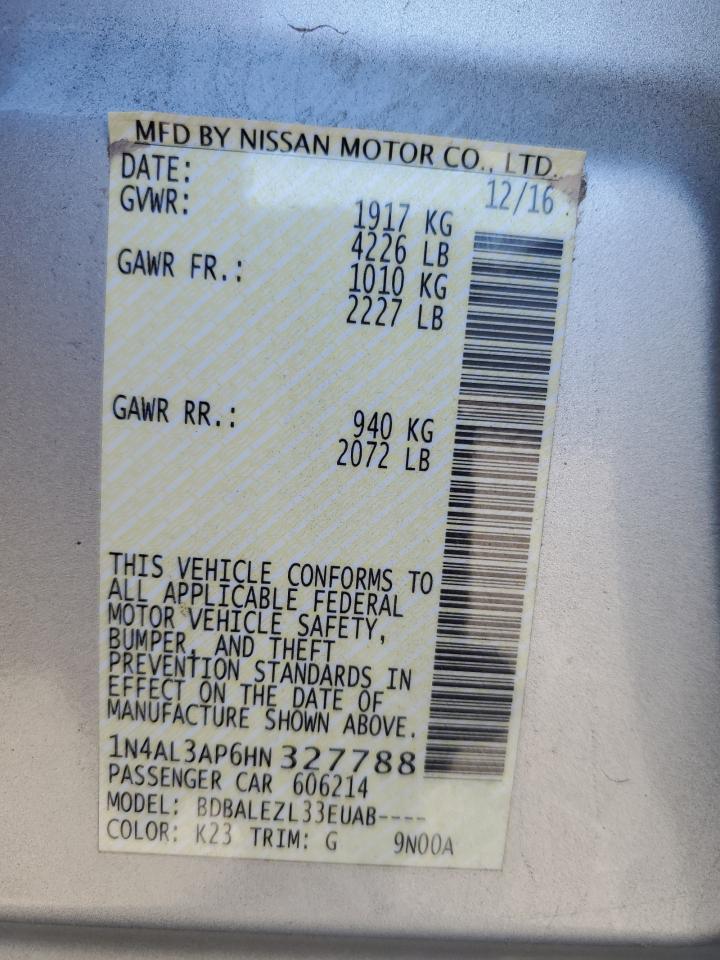 MFD BY NISSAN MOTOR CO., LTD.
DATE: 12/16
GVWR: 1917 KG
4226 LB
GAWR FR.: 1010 KG
2227 LB
GAWR RR.: 940 KG
2072 LB
THIS VEHICLE CONFORMS TO
ALL APPLICABLE FEDERAL
MOTOR VEHICLE SAFETY,
BUMPER, AND THEFT
PREVENTION STANDARDS IN
EFFECT ON THE DATE OF
MANUFACTURE SHOWN ABOVE.
1N4AL3AP6HN 327788
PASSENGER CAR 606214
MODEL: BDBALEZL33EUAB----
COLOR: K23 TRIM: G 9N00A